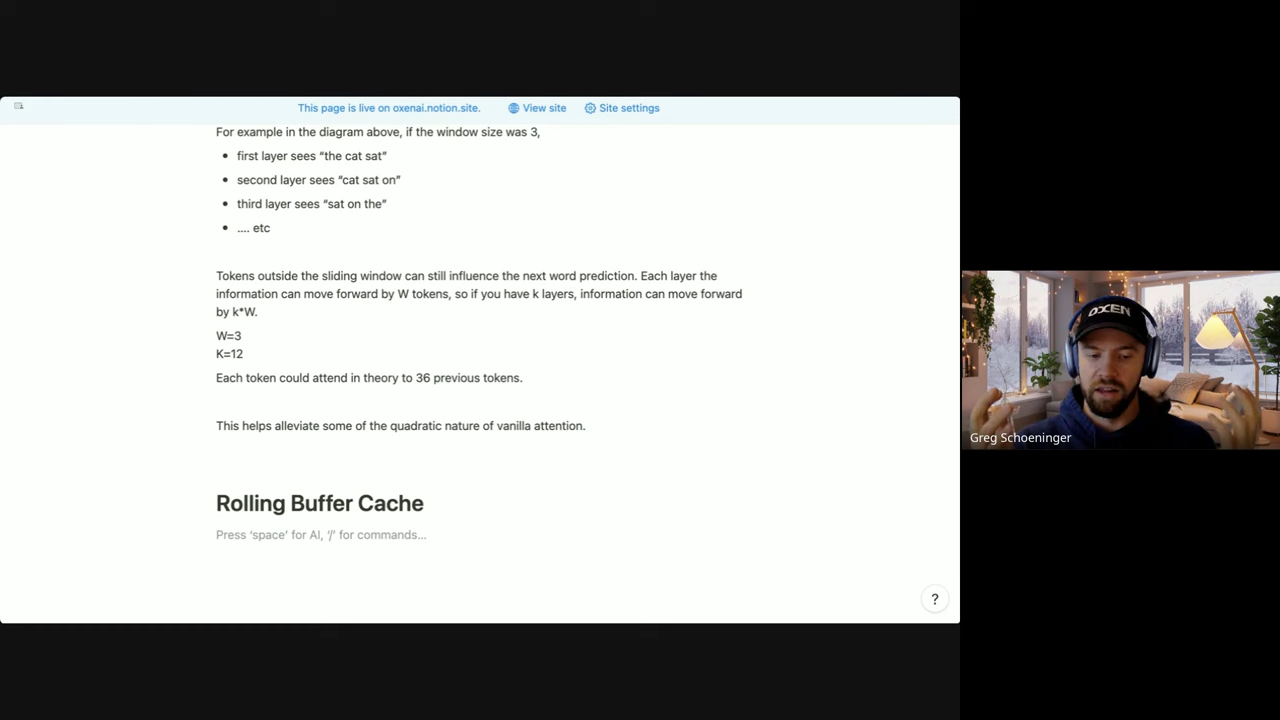 This page is live on oxenai.notion.site.
View site
Site settings
For example in the diagram above, if the window size was 3,
• first layer sees “the cat sat”
• second layer sees “cat sat on”
• third layer sees “sat on the”
• .... etc
Tokens outside the sliding window can still influence the next word prediction. Each layer the
information can move forward by W tokens, so if you have k layers, information can move forward
by k*W.
W=3
K=12
Each token could attend in theory to 36 previous tokens.
This helps alleviate some of the quadratic nature of vanilla attention.
Rolling Buffer Cache
Press ‘space’ for AI, ‘/’ for commands…
?
OXEN
Greg Schoeninger